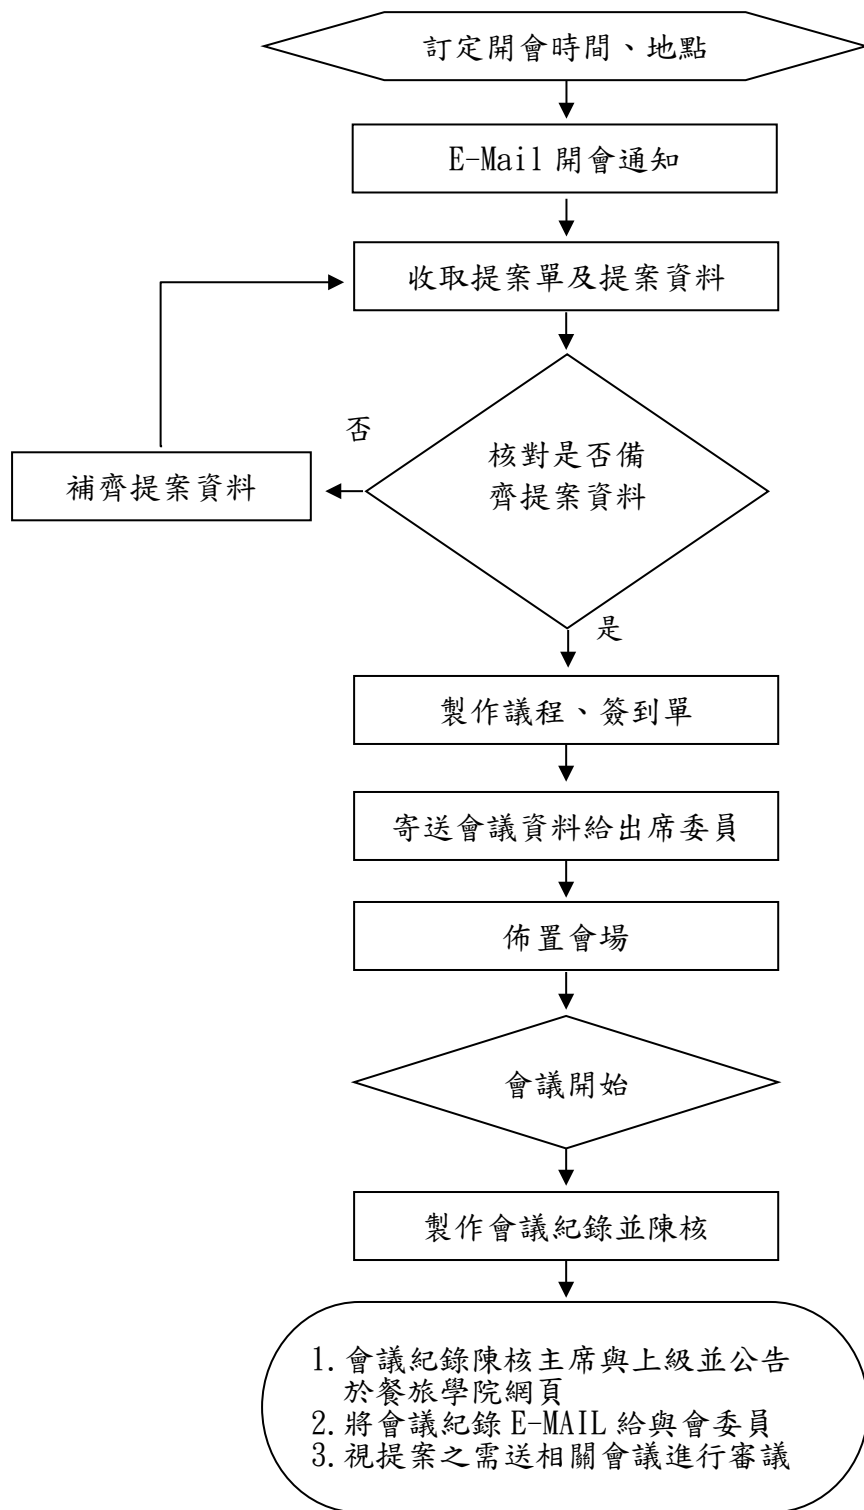 訂定開會時間、地點
E-Mail 開會通知
收取提案單及提案資料
否
核對是否備
齊提案資料
補齊提案資料
是
製作議程、簽到單
寄送會議資料給出席委員
佈置會場
會議開始
製作會議紀錄並陳核
1. 會議紀錄陳核主席與上級並公告
於餐旅學院網頁
2. 將會議紀錄 E-MAIL 給與會委員
3. 視提案之需送相關會議進行審議